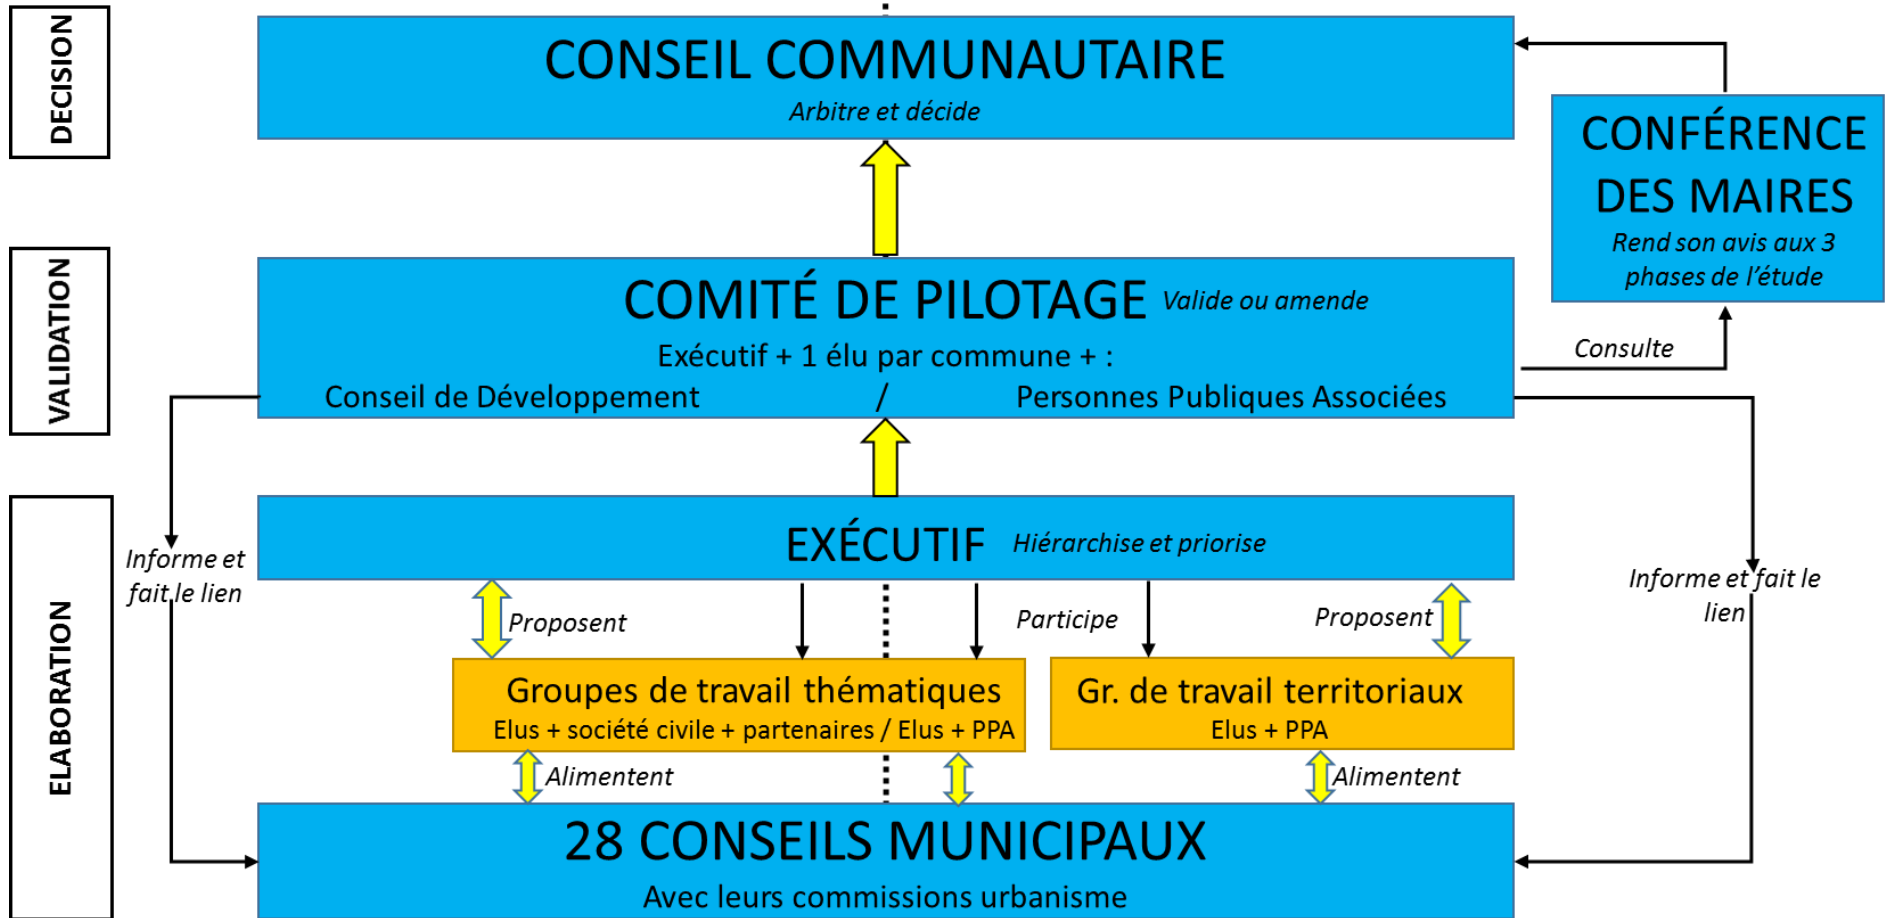 DECISION
CONSEIL COMMUNAUTAIRE
Arbitre et décide
CONFÉRENCE
DES MAIRES
Rend son avis aux 3
phases de l'étude
VALIDATION
COMITÉ DE PILOTAGE Valide ou amende
Exécutif + 1 élu par commune + :
Conseil de Développement / Personnes Publiques Associées
Consulte
ELABORATION
EXÉCUTIF Hiérarchise et priorise
Informe et
fait le lien
Informe et fait le
lien
Proposent
Participe
Proposent
Groupes de travail thématiques
Elus + société civile + partenaires / Elus + PPA
Gr. de travail territoriaux
Elus + PPA
Alimentent
Alimentent
28 CONSEILS MUNICIPAUX
Avec leurs commissions urbanisme